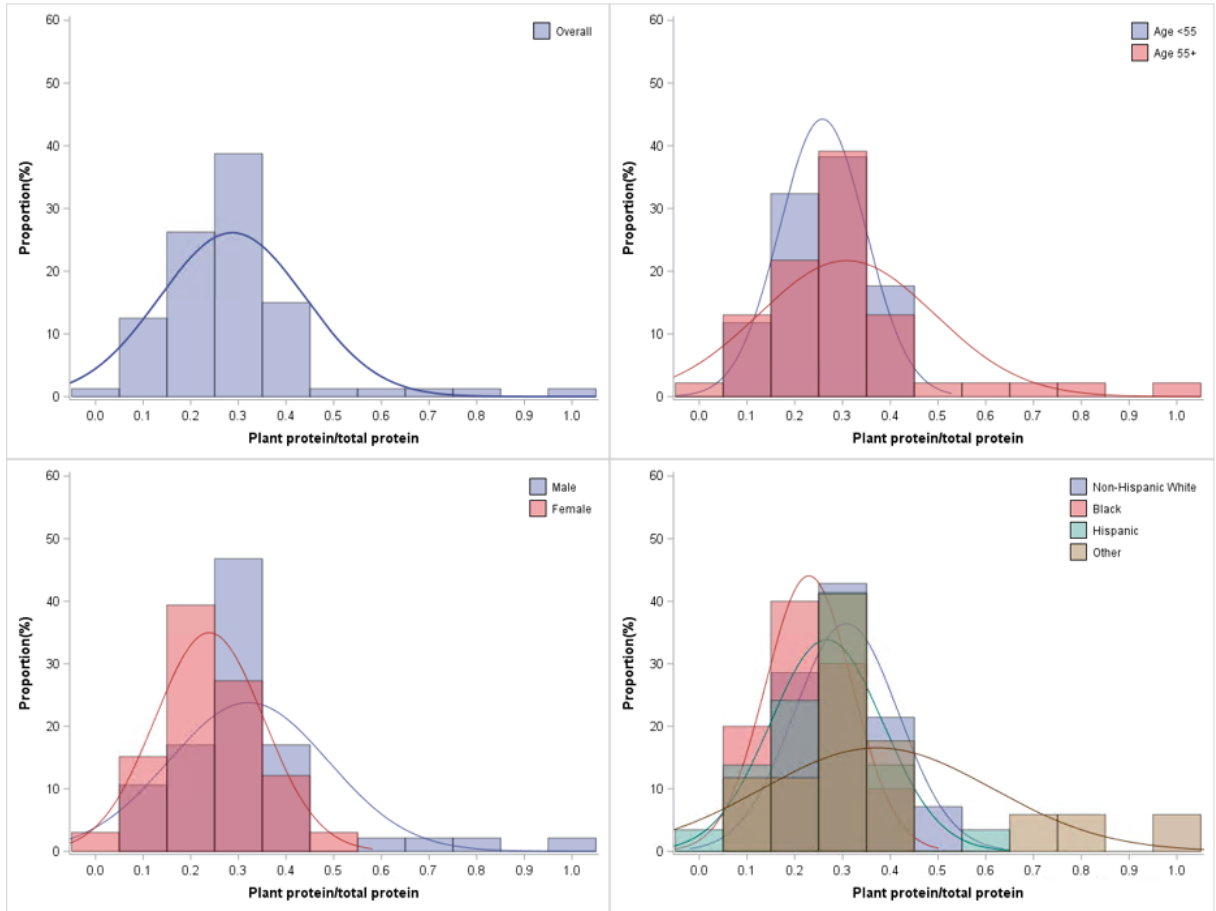 60
50
40
30
20
10
0
Proportion(%)
Overall
0.0 0.1 0.2 0.3 0.4 0.5 0.6 0.7 0.8 0.9 1.0
Plant protein/total protein
60
50
40
30
20
10
0
Proportion(%)
Age <55
Age 55+
0.0 0.1 0.2 0.3 0.4 0.5 0.6 0.7 0.8 0.9 1.0
Plant protein/total protein
60
50
40
30
20
10
0
Proportion(%)
Male
Female
0.0 0.1 0.2 0.3 0.4 0.5 0.6 0.7 0.8 0.9 1.0
Plant protein/total protein
60
50
40
30
20
10
0
Proportion(%)
Non-Hispanic White
Black
Hispanic
Other
0.0 0.1 0.2 0.3 0.4 0.5 0.6 0.7 0.8 0.9 1.0
Plant protein/total protein